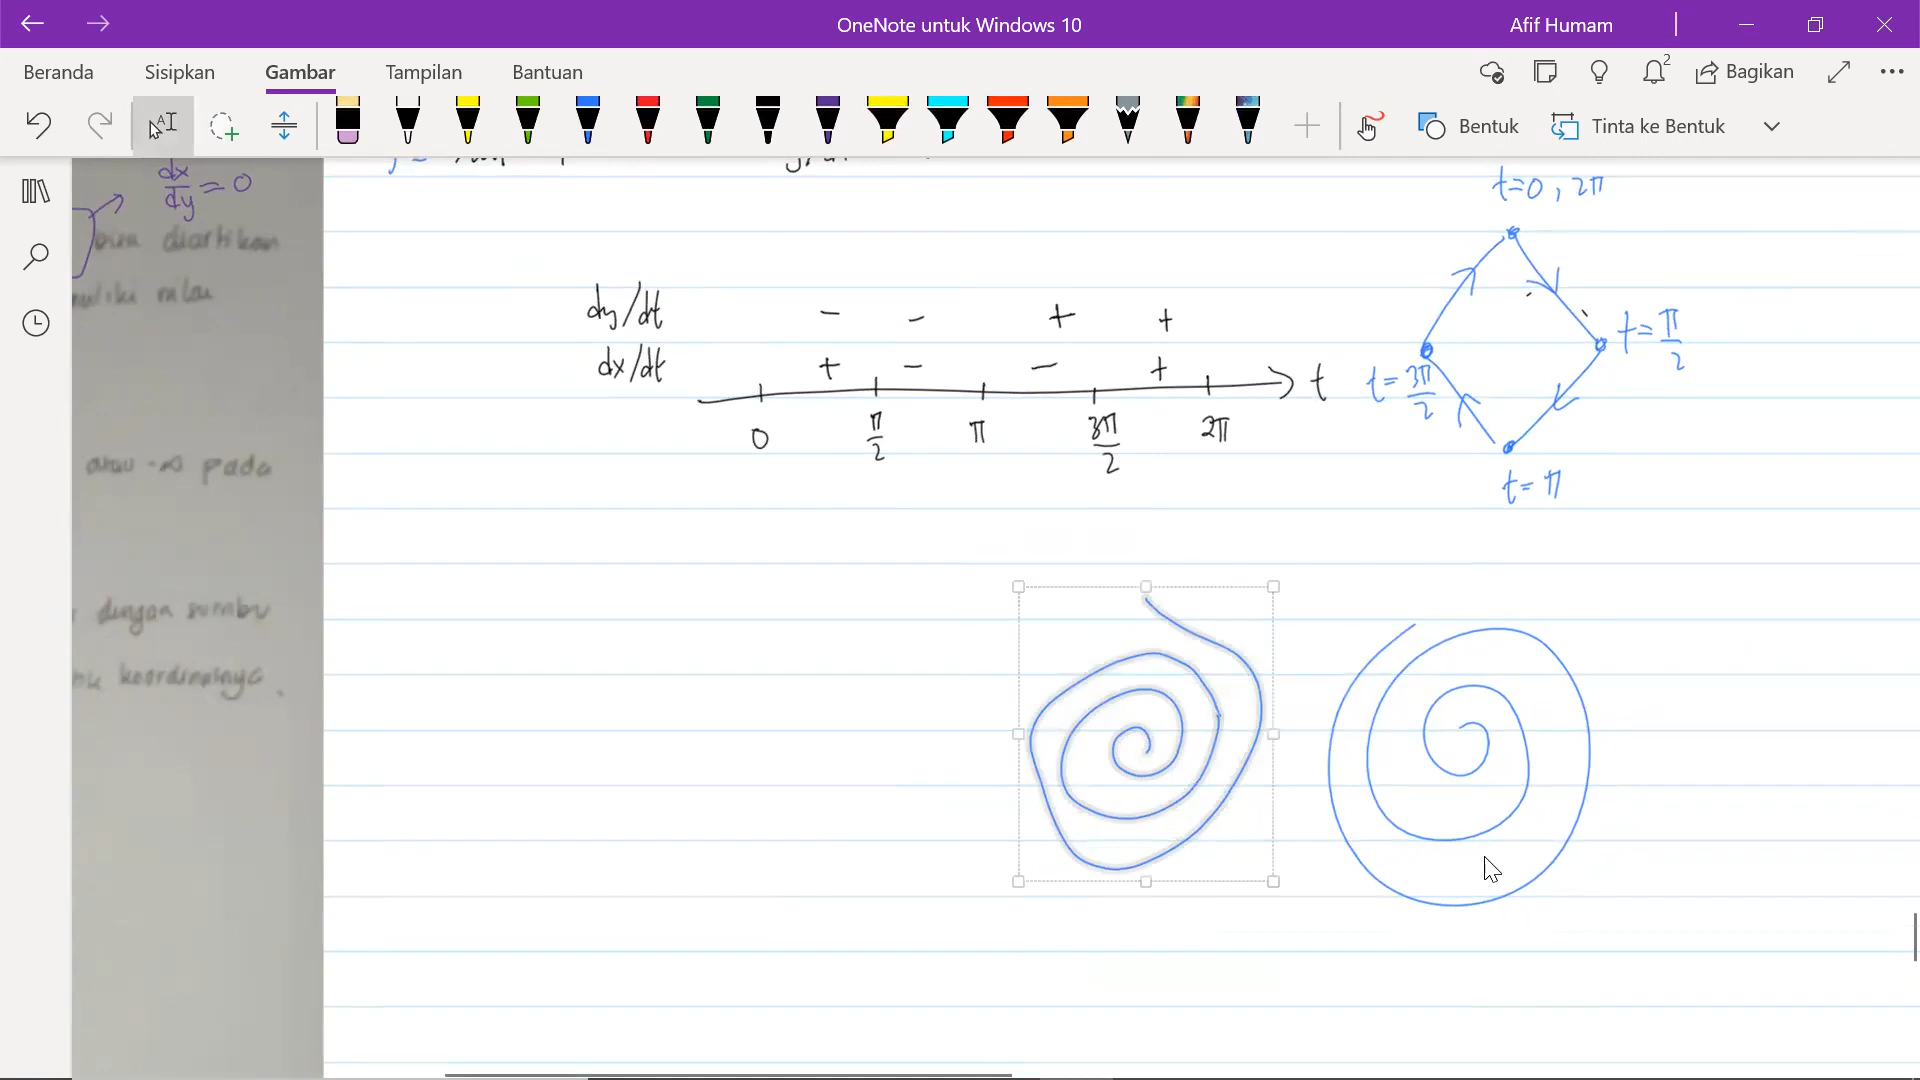 OneNote untuk Windows 10
Afif Humam
Beranda Sisipkan Gambar Tampilan Bantuan
2
Bagikan
Bentuk
Tinta ke Bentuk
dx/dy = 0
bisa diartikan
nilai
atau -∞ pada
dengan sumbu
koordinatnya.
t=0, 2π
dy/dt - - + +
dx/dt + - - +
t
0 π/2 π 3π/2 2π
t=π/2
t=3π/2
t=π